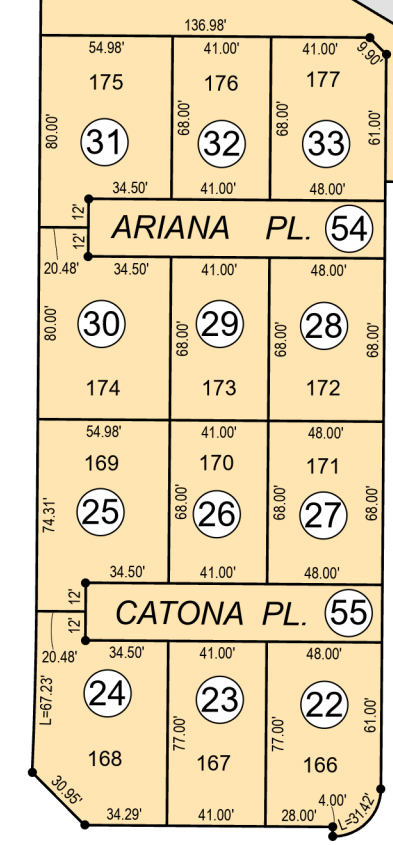 136.98'
54.98' 41.00' 41.00' 9.90'
175 176 177
80.00' 68.00' 68.00' 61.00'
31 32 33
34.50' 41.00' 48.00'
12'
ARIANA PL. 54
12'
20.48' 34.50' 41.00' 48.00'
80.00' 30 68.00' 29 68.00' 28 68.00'
174 173 172
54.98' 41.00' 48.00'
169 170 171
74.31' 25 68.00' 26 68.00' 27 68.00'
34.50' 41.00' 48.00'
12'
CATONA PL. 55
12'
20.48' 34.50' 41.00' 48.00'
L=67.23' 24 23 22 61.00'
77.00' 77.00'
168 167 166
30.95' 4.00' L=31.42'
34.29' 41.00' 28.00'